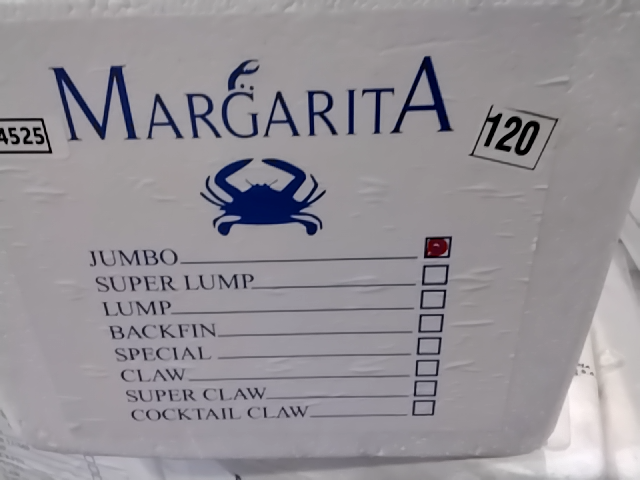 MARGARITA
4525
120
JUMBO
SUPER LUMP
LUMP
BACKFIN
SPECIAL
CLAW
SUPER CLAW
COCKTAIL CLAW